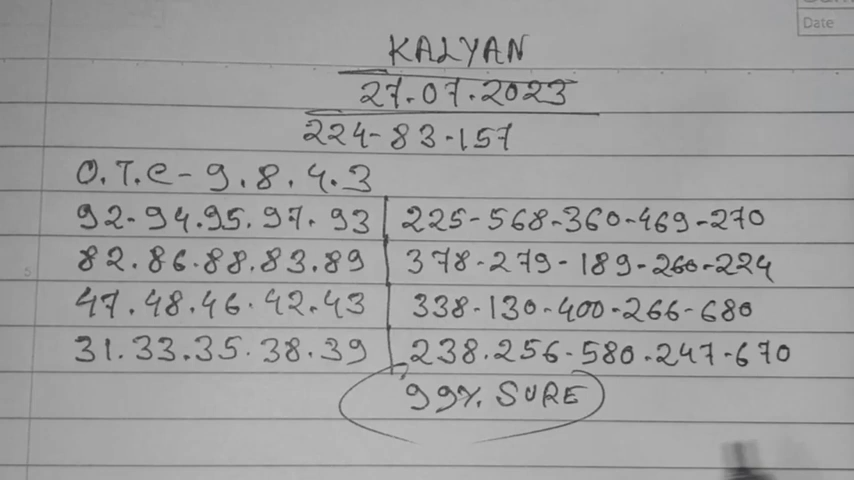 Date
KALYAN
27.07.2023
224-83-157
O.T.C- 9.8.4.3
92-94.95.97.93 225-568-360-469-270
82.86.88.83.89 378-279-189-260-224
47.48.46.42.43 338-130-400-266-680
31.33.35.38.39 238.256-580-247-670
99% SURE